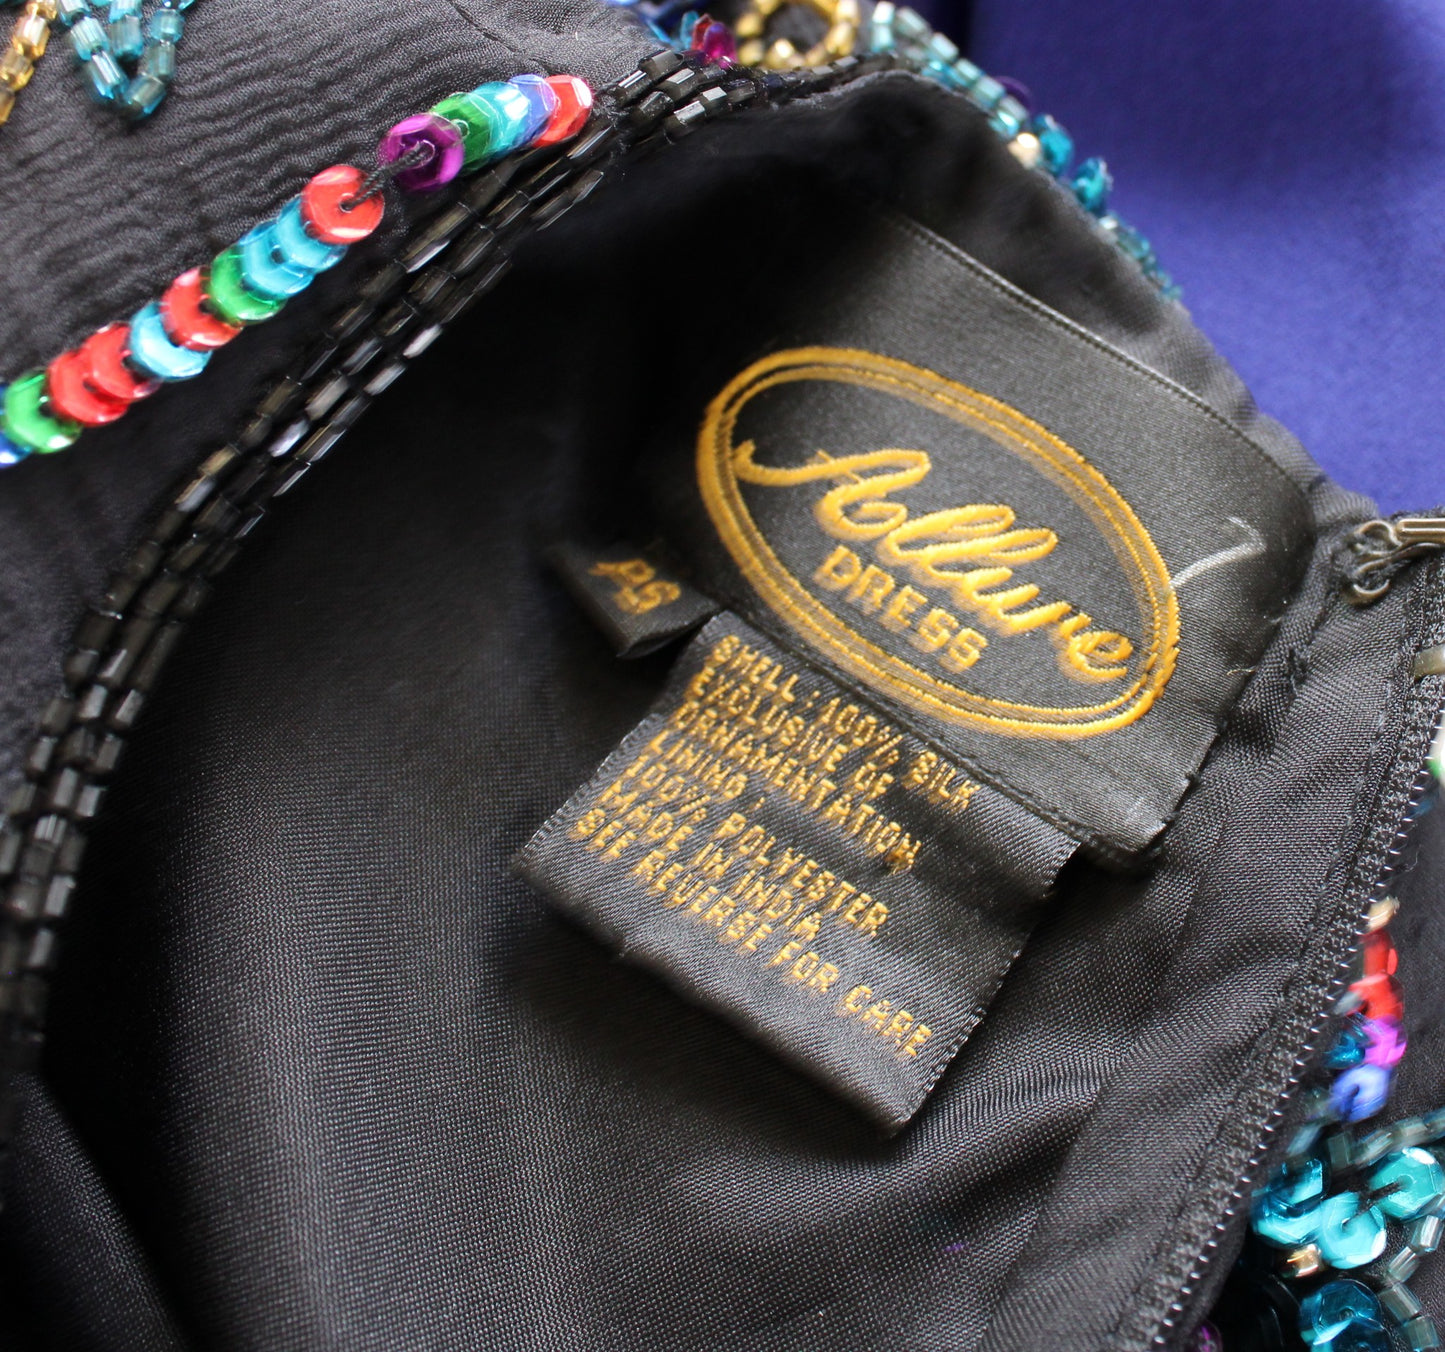 Allure
DRESS
PS
SHELL : 100% SILK
EXCLUSIVE OF
ORNAMENTATION
LINING :
100% POLYESTER
MADE IN INDIA
SEE REVERSE FOR CARE